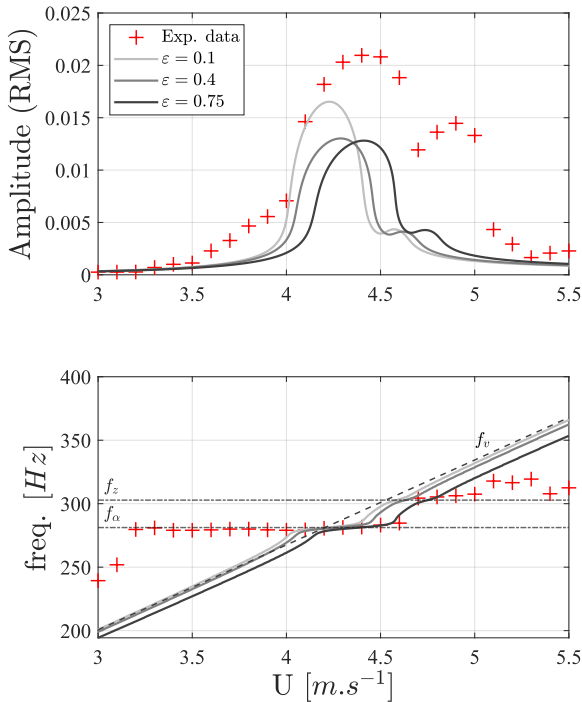 Amplitude (RMS)
0.025
0.02
0.015
0.01
0.005
0
Exp. data
ε = 0.1
ε = 0.4
ε = 0.75
3 3.5 4 4.5 5 5.5
freq. [Hz]
400
350
300
250
200
f_z
f_α
f_v
3 3.5 4 4.5 5 5.5
U [m.s⁻¹]